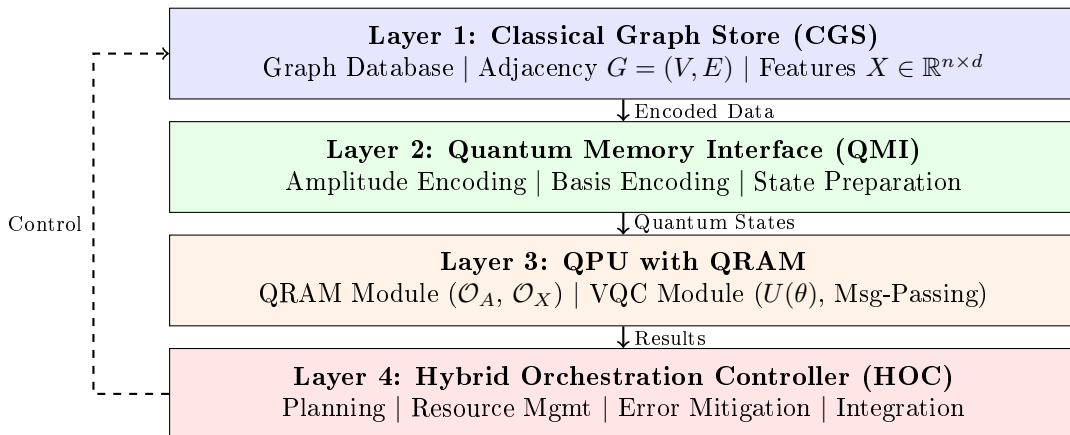 Layer 1: Classical Graph Store (CGS)
Graph Database | Adjacency G = (V, E) | Features X ∈ ℝⁿˣᵈ
Encoded Data
Layer 2: Quantum Memory Interface (QMI)
Amplitude Encoding | Basis Encoding | State Preparation
Control
Quantum States
Layer 3: QPU with QRAM
QRAM Module (𝒪_A, 𝒪_X) | VQC Module (U(θ), Msg-Passing)
Results
Layer 4: Hybrid Orchestration Controller (HOC)
Planning | Resource Mgmt | Error Mitigation | Integration